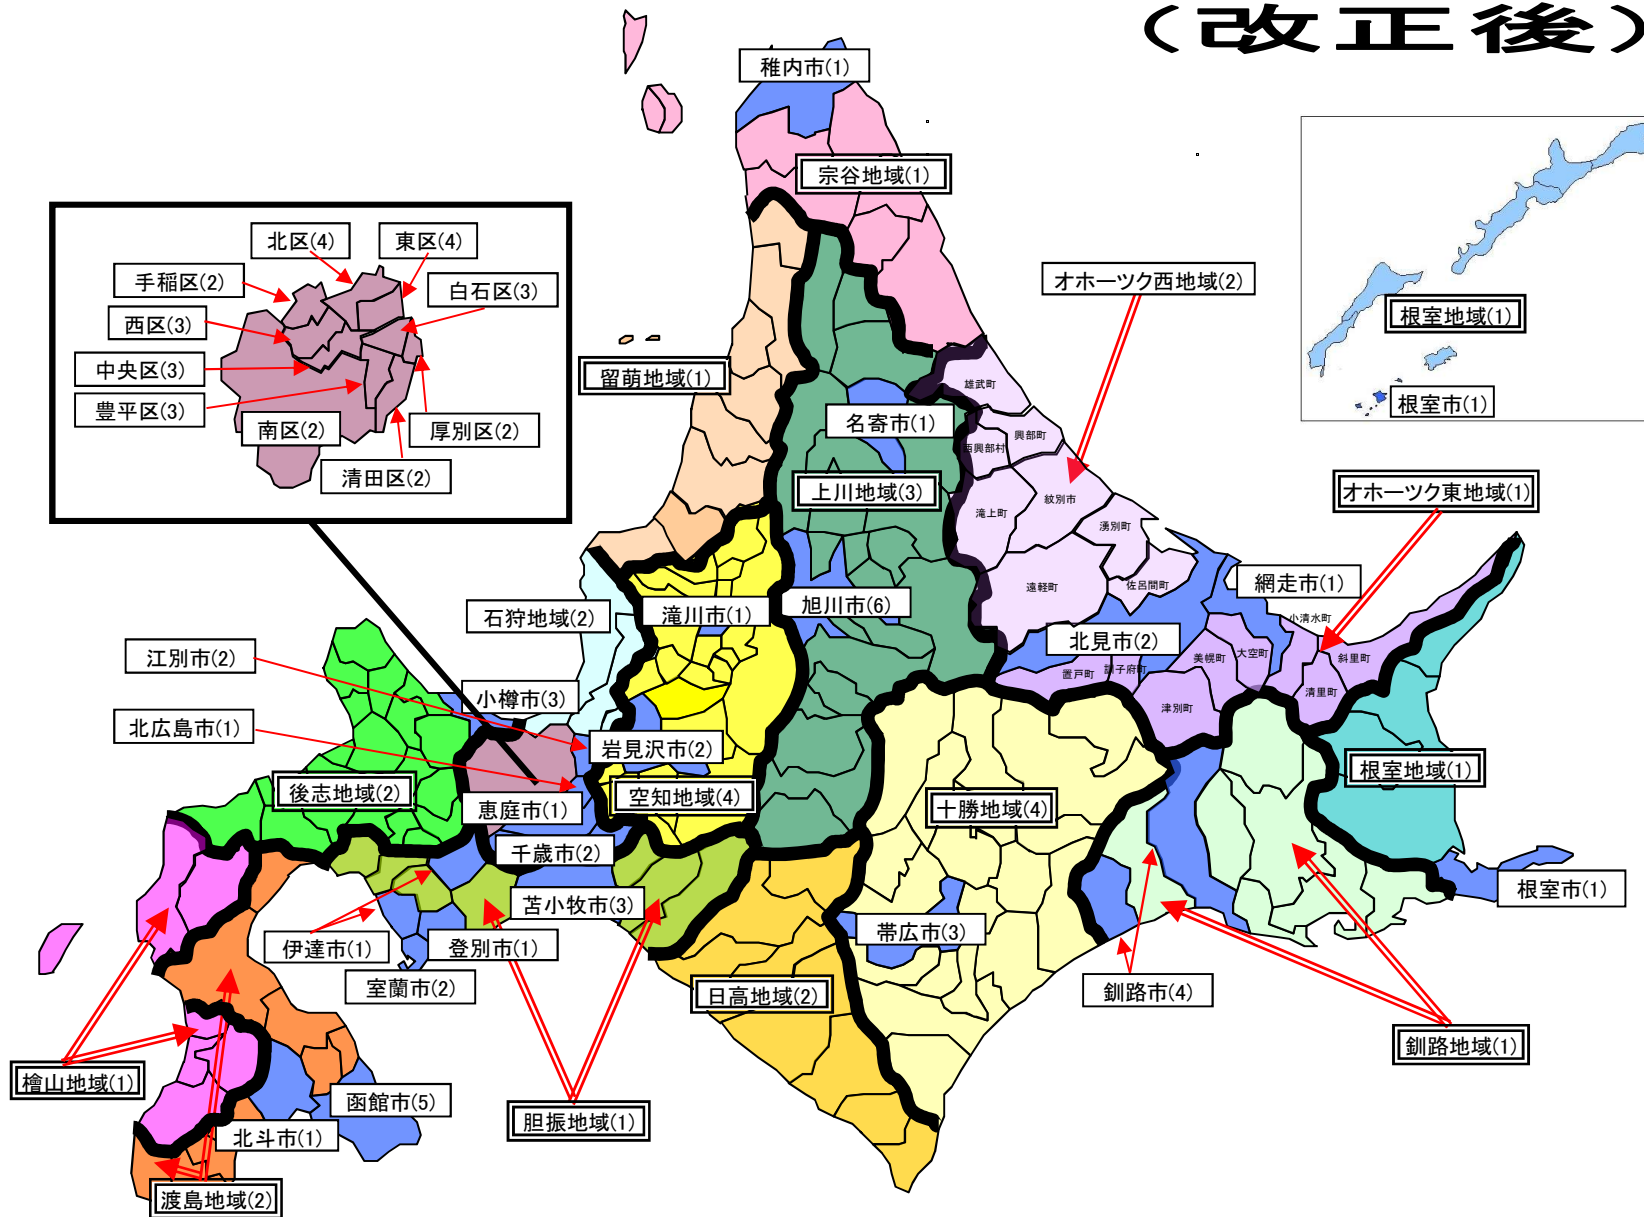 （改正後）
稚内市(1)
宗谷地域(1)
北区(4)
東区(4)
手稲区(2)
白石区(3)
西区(3)
中央区(3)
豊平区(3)
南区(2)
厚別区(2)
清田区(2)
オホーツク西地域(2)
根室地域(1)
根室市(1)
留萌地域(1)
雄武町
名寄市(1)
興部町
西興部村
上川地域(3)
オホーツク東地域(1)
紋別市
滝上町
湧別町
遠軽町
佐呂間町
網走市(1)
石狩地域(2)
滝川市(1)
旭川市(6)
小清水町
北見市(2)
江別市(2)
美幌町
大空町
斜里町
置戸町
訓子府町
清里町
津別町
小樽市(3)
北広島市(1)
岩見沢市(2)
根室地域(1)
後志地域(2)
空知地域(4)
恵庭市(1)
十勝地域(4)
千歳市(2)
根室市(1)
苫小牧市(3)
帯広市(3)
伊達市(1)
登別市(1)
室蘭市(2)
日高地域(2)
釧路市(4)
釧路地域(1)
檜山地域(1)
函館市(5)
胆振地域(1)
北斗市(1)
渡島地域(2)